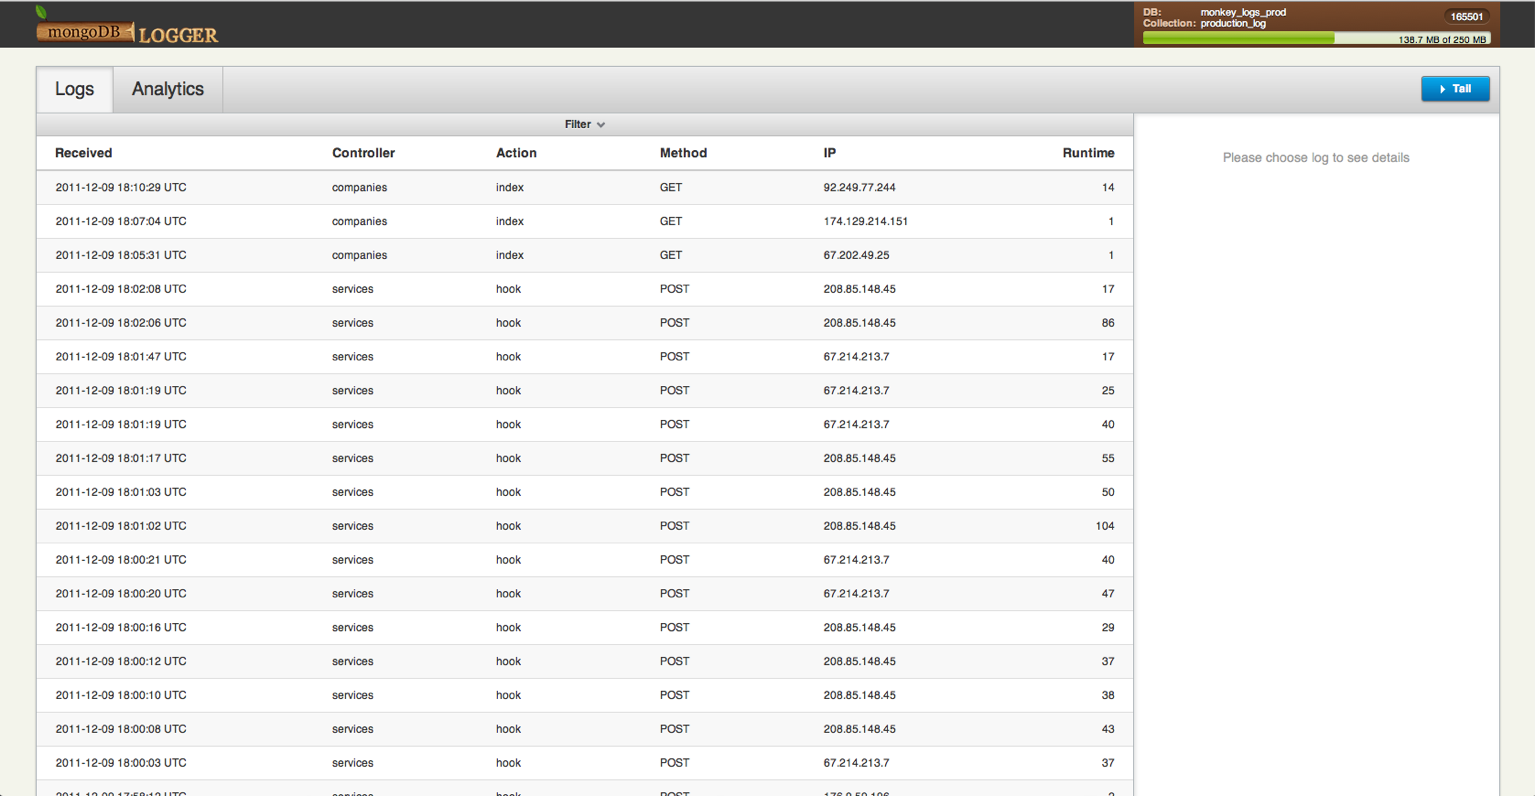 mongoDB LOGGER
DB: monkey_logs_prod 165501
Collection: production_log
138.7 MB of 250 MB
Logs Analytics Tail
Filter
Please choose log to see details
Received Controller Action Method IP Runtime
2011-12-09 18:10:29 UTC companies index GET 92.249.77.244 14
2011-12-09 18:07:04 UTC companies index GET 174.129.214.151 1
2011-12-09 18:05:31 UTC companies index GET 67.202.49.25 1
2011-12-09 18:02:08 UTC services hook POST 208.85.148.45 17
2011-12-09 18:02:06 UTC services hook POST 208.85.148.45 86
2011-12-09 18:01:47 UTC services hook POST 67.214.213.7 17
2011-12-09 18:01:19 UTC services hook POST 67.214.213.7 25
2011-12-09 18:01:19 UTC services hook POST 67.214.213.7 40
2011-12-09 18:01:17 UTC services hook POST 208.85.148.45 55
2011-12-09 18:01:03 UTC services hook POST 208.85.148.45 50
2011-12-09 18:01:02 UTC services hook POST 208.85.148.45 104
2011-12-09 18:00:21 UTC services hook POST 67.214.213.7 40
2011-12-09 18:00:20 UTC services hook POST 67.214.213.7 47
2011-12-09 18:00:16 UTC services hook POST 208.85.148.45 29
2011-12-09 18:00:12 UTC services hook POST 208.85.148.45 37
2011-12-09 18:00:10 UTC services hook POST 208.85.148.45 38
2011-12-09 18:00:08 UTC services hook POST 208.85.148.45 43
2011-12-09 18:00:03 UTC services hook POST 67.214.213.7 37
2011-12-09 UTC services hook POST